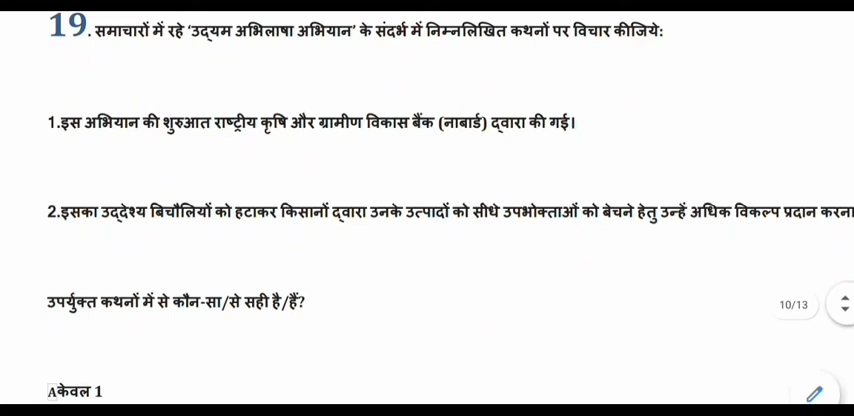 19. समाचारों में रहे ‘उद्यम अभिलाषा अभियान’ के संदर्भ में निम्नलिखित कथनों पर विचार कीजिये:
1.इस अभियान की शुरुआत राष्ट्रीय कृषि और ग्रामीण विकास बैंक (नाबार्ड) द्वारा की गई।
2.इसका उद्देश्य बिचौलियों को हटाकर किसानों द्वारा उनके उत्पादों को सीधे उपभोक्ताओं को बेचने हेतु उन्हें अधिक विकल्प प्रदान करना
उपर्युक्त कथनों में से कौन-सा/से सही है/हैं?
10/13
Aकेवल 1